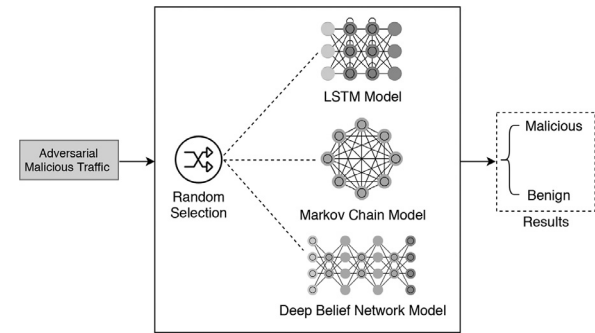 LSTM Model
Adversarial
Malicious Traffic
Random
Selection
Markov Chain Model
Deep Belief Network Model
Malicious
Benign
Results